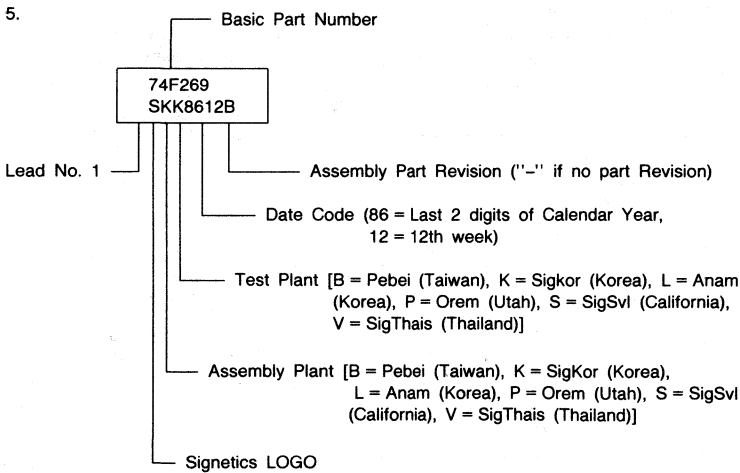 5.
Basic Part Number
74F269
SKK8612B
Lead No. 1
Assembly Part Revision ("–" if no part Revision)
Date Code (86 = Last 2 digits of Calendar Year,
12 = 12th week)
Test Plant [B = Pebei (Taiwan), K = Sigkor (Korea), L = Anam
(Korea), P = Orem (Utah), S = SigSvl (California),
V = SigThais (Thailand)]
Assembly Plant [B = Pebei (Taiwan), K = SigKor (Korea),
L = Anam (Korea), P = Orem (Utah), S = SigSvl
(California), V = SigThais (Thailand)]
Signetics LOGO